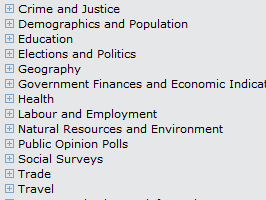 Crime and Justice
Demographics and Population
Education
Elections and Politics
Geography
Government Finances and Economic Indicat
Health
Labour and Employment
Natural Resources and Environment
Public Opinion Polls
Social Surveys
Trade
Travel